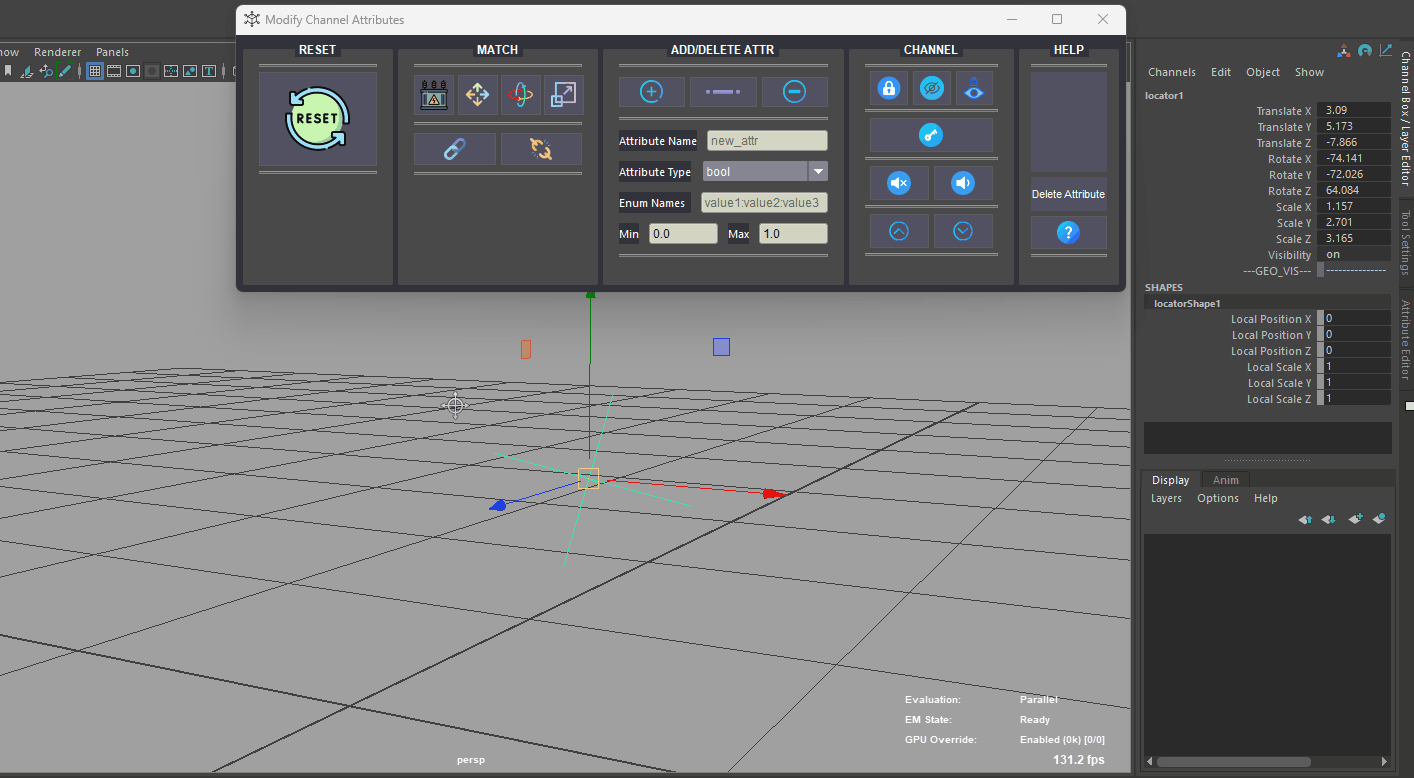 Modify Channel Attributes
RESET
MATCH
ADD/DELETE ATTR
CHANNEL
HELP
RESET
Attribute Name
new_attr
Attribute Type
bool
Enum Names
value1:value2:value3
Min
0.0
Max
1.0
Delete Attribute
?
Renderer
Panels
T
Channels
Edit
Object
Show
locator1
Translate X 3.09
Translate Y 5.173
Translate Z -7.866
Rotate X -74.141
Rotate Y -72.026
Rotate Z 64.084
Scale X 1.157
Scale Y 2.701
Scale Z 3.165
Visibility on
---GEO_VIS--- ---------------
SHAPES
locatorShape1
Local Position X 0
Local Position Y 0
Local Position Z 0
Local Scale X 1
Local Scale Y 1
Local Scale Z 1
Channel Box / Layer Editor
Tool Settings
Attribute Editor
Display
Anim
Layers
Options
Help
Evaluation: Parallel
EM State: Ready
GPU Override: Enabled (0k) [0/0]
persp
131.2 fps